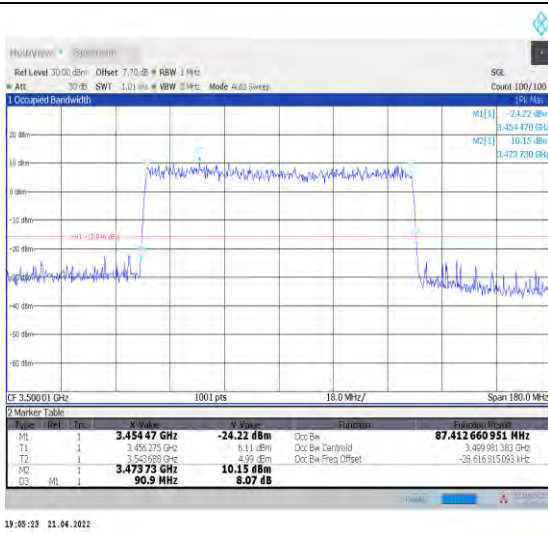 MultiView Spectrum
Ref Level 30.00 dBm Offset 7.70 dB RBW 1 MHz SGL
Att 30 dB SWT 1.01 ms VBW 3 MHz Mode Auto Sweep Count 100/100
1 Occupied Bandwidth 1Pk Max
M1[1] -24.22 dBm
3.454 470 GHz
M2[1] 10.15 dBm
3.473 730 GHz
20 dBm
10 dBm
0 dBm
-10 dBm
-20 dBm
-30 dBm
-40 dBm
-50 dBm
-60 dBm
CF 3.500 01 GHz 1001 pts 18.0 MHz/ Span 180.0 MHz
2 Marker Table
Type Ref Trc X-Value Y-Value Function Function Result
M1 1 3.454 47 GHz -24.22 dBm Occ Bw 87.412 660 951 MHz
T1 1 3.456 275 GHz 6.11 dBm Occ Bw Centroid 3.499 981 383 GHz
T2 1 3.543 688 GHz 4.99 dBm Occ Bw Freq Offset -28.616 815 093 kHz
M2 1 3.473 73 GHz 10.15 dBm
D3 M1 1 90.9 MHz 8.07 dB
19:05:23 21.04.2022